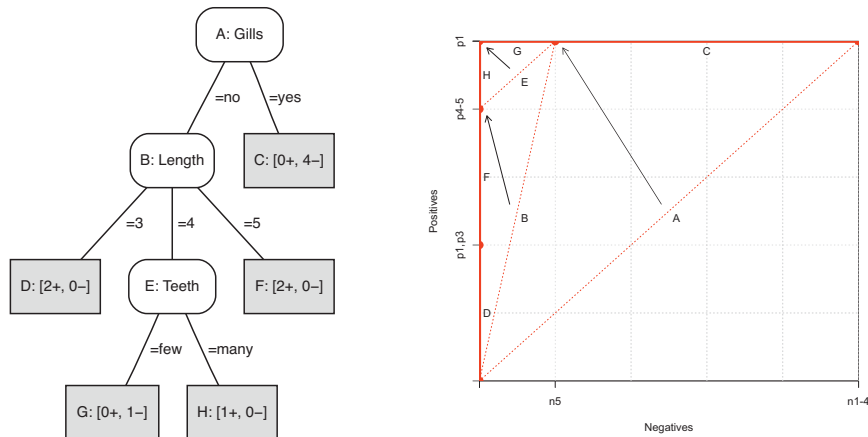 A: Gills
=no
=yes
B: Length
C: [0+, 4−]
=3
=4
=5
D: [2+, 0−]
E: Teeth
F: [2+, 0−]
=few
=many
G: [0+, 1−]
H: [1+, 0−]
p1
p4-5
p1,p3
Positives
G
C
H
E
F
B
A
D
n5
n1-4
Negatives